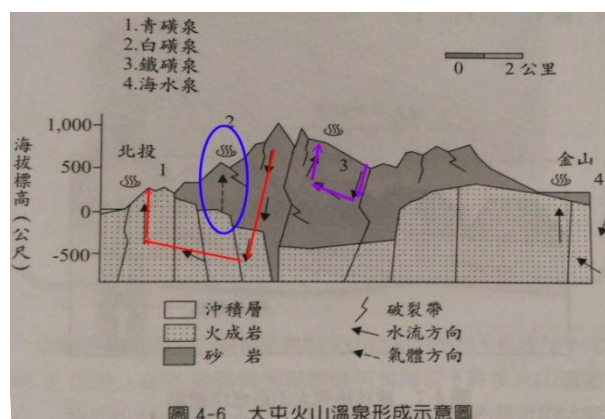 1.青磺泉
2.白磺泉
3.鐵磺泉
4.海水泉
0 2 公里
海拔標高(公尺)
1,000
500
0
-500
北投
1
2
3
金山
4
沖積層
火成岩
砂岩
破裂帶
水流方向
氣體方向
圖4-6 大屯火山溫泉形成示意圖